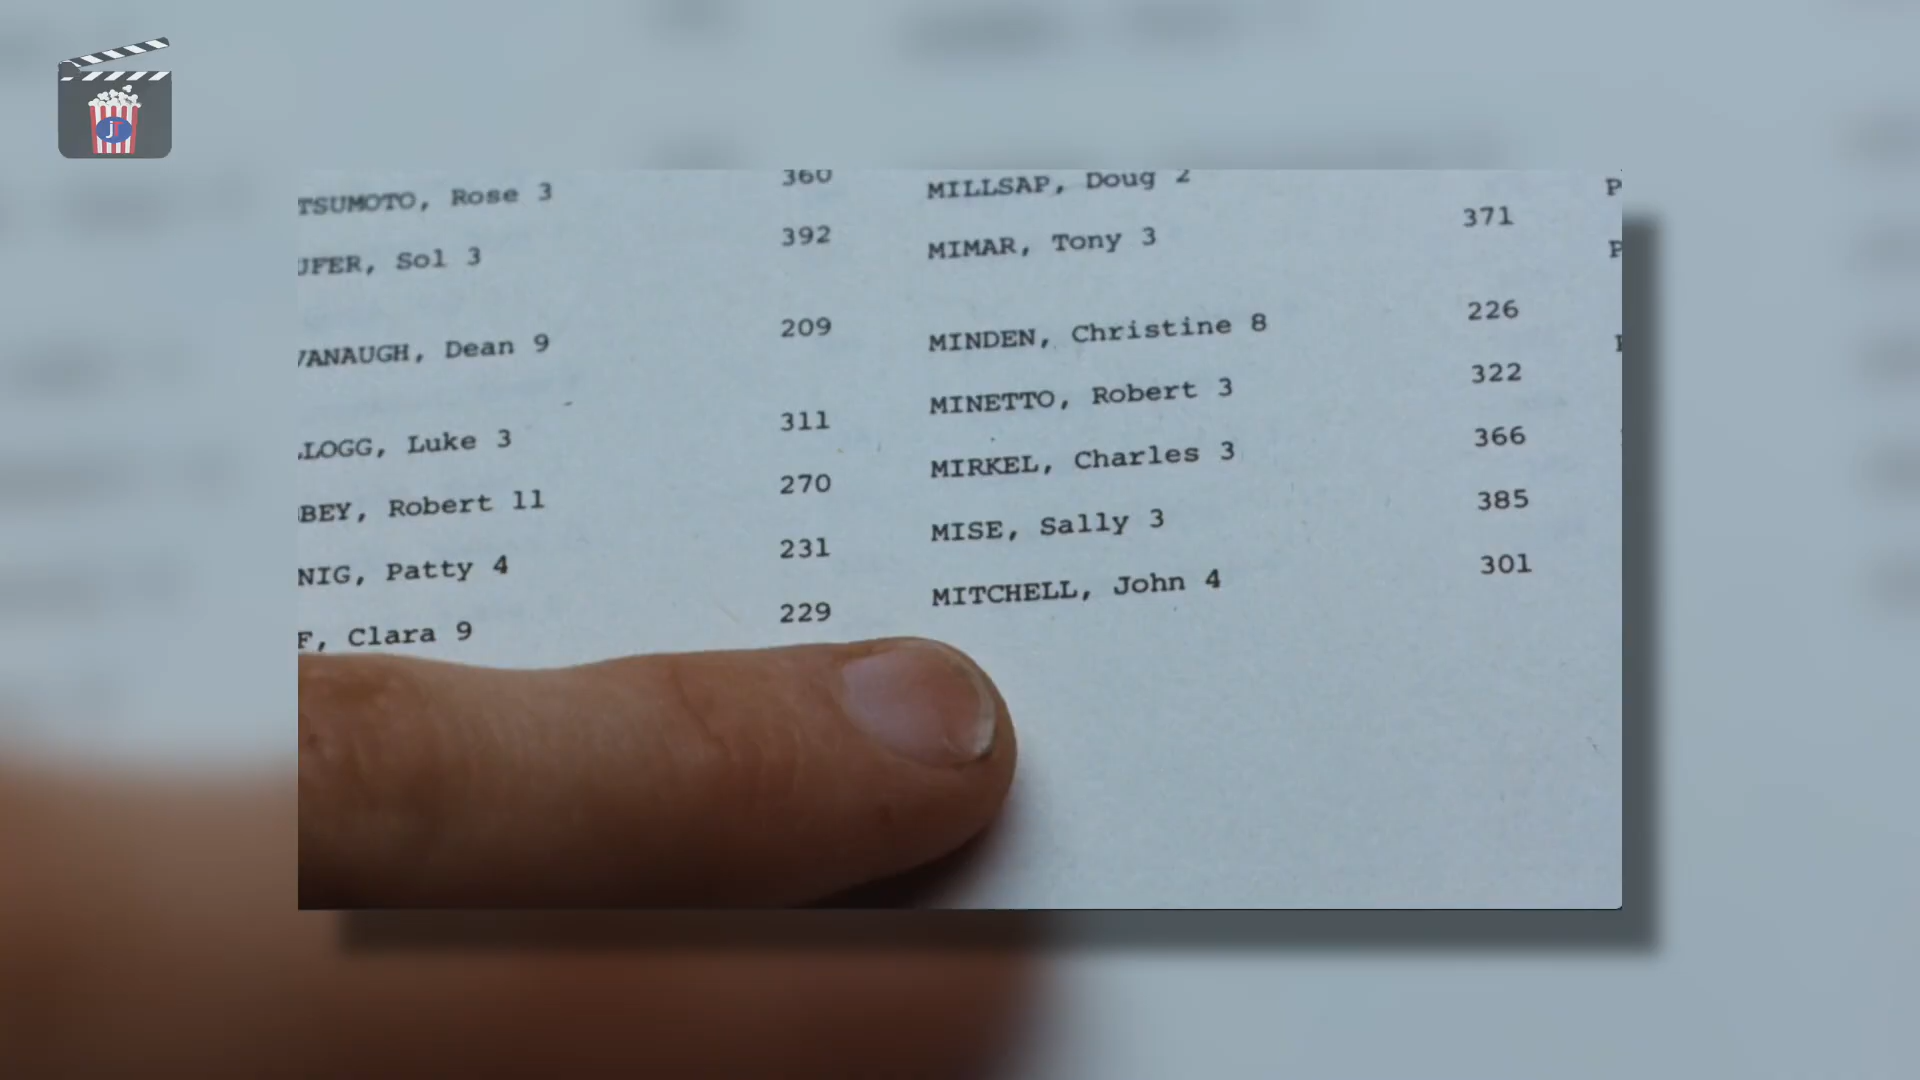 jT
TSUMOTO, Rose 3 360
UFER, Sol 3 392
VANAUGH, Dean 9 209
LLOGG, Luke 3 311
BEY, Robert 11 270
NIG, Patty 4 231
F, Clara 9 229
MILLSAP, Doug 2
MIMAR, Tony 3 371
MINDEN, Christine 8 226
MINETTO, Robert 3 322
MIRKEL, Charles 3 366
MISE, Sally 3 385
MITCHELL, John 4 301
P
P